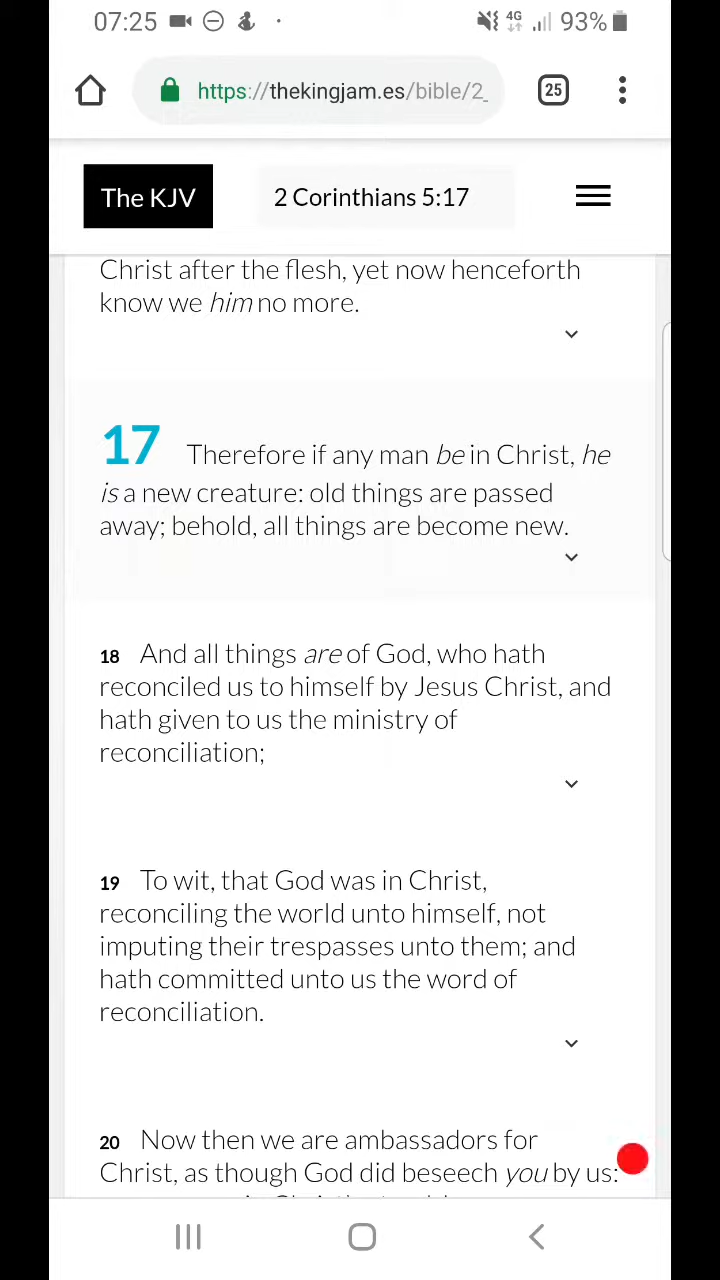 07:25
4G
93%
https://thekingjam.es/bible/2_
25
The KJV
2 Corinthians 5:17
Christ after the flesh, yet now henceforth
know we him no more.
17 Therefore if any man be in Christ, he
is a new creature: old things are passed
away; behold, all things are become new.
18 And all things are of God, who hath
reconciled us to himself by Jesus Christ, and
hath given to us the ministry of
reconciliation;
19 To wit, that God was in Christ,
reconciling the world unto himself, not
imputing their trespasses unto them; and
hath committed unto us the word of
reconciliation.
20 Now then we are ambassadors for
Christ, as though God did beseech you by us: